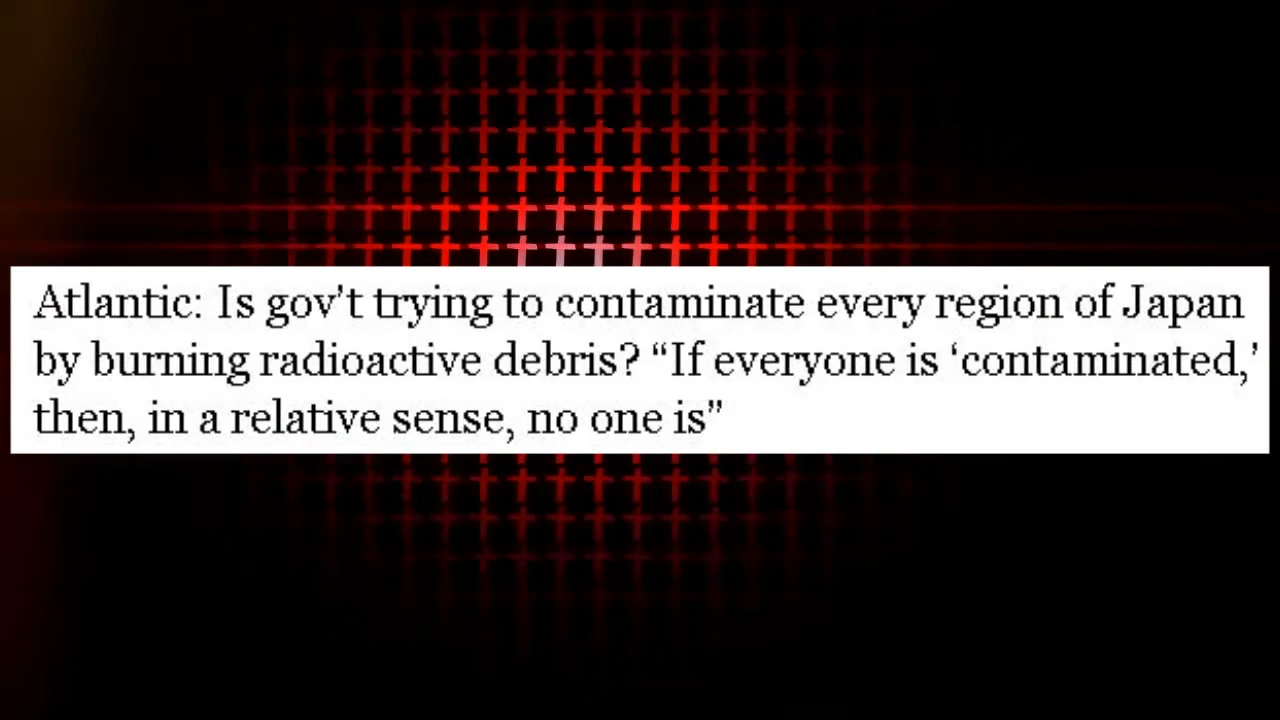 Atlantic: Is gov’t trying to contaminate every region of Japan
by burning radioactive debris? “If everyone is ‘contaminated,’
then, in a relative sense, no one is”